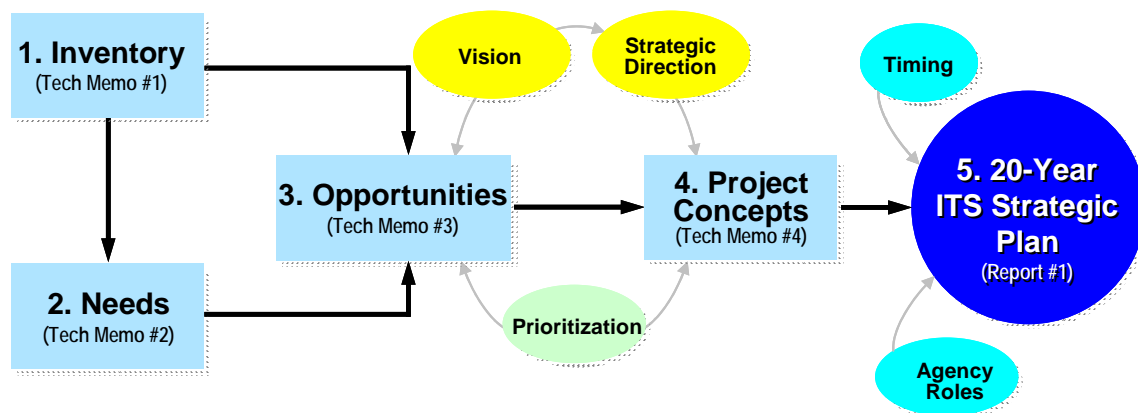 1. Inventory
(Tech Memo #1)
Vision
Strategic
Direction
Timing
3. Opportunities
(Tech Memo #3)
4. Project
Concepts
(Tech Memo #4)
5. 20-Year
ITS Strategic
Plan
(Report #1)
2. Needs
(Tech Memo #2)
Prioritization
Agency
Roles